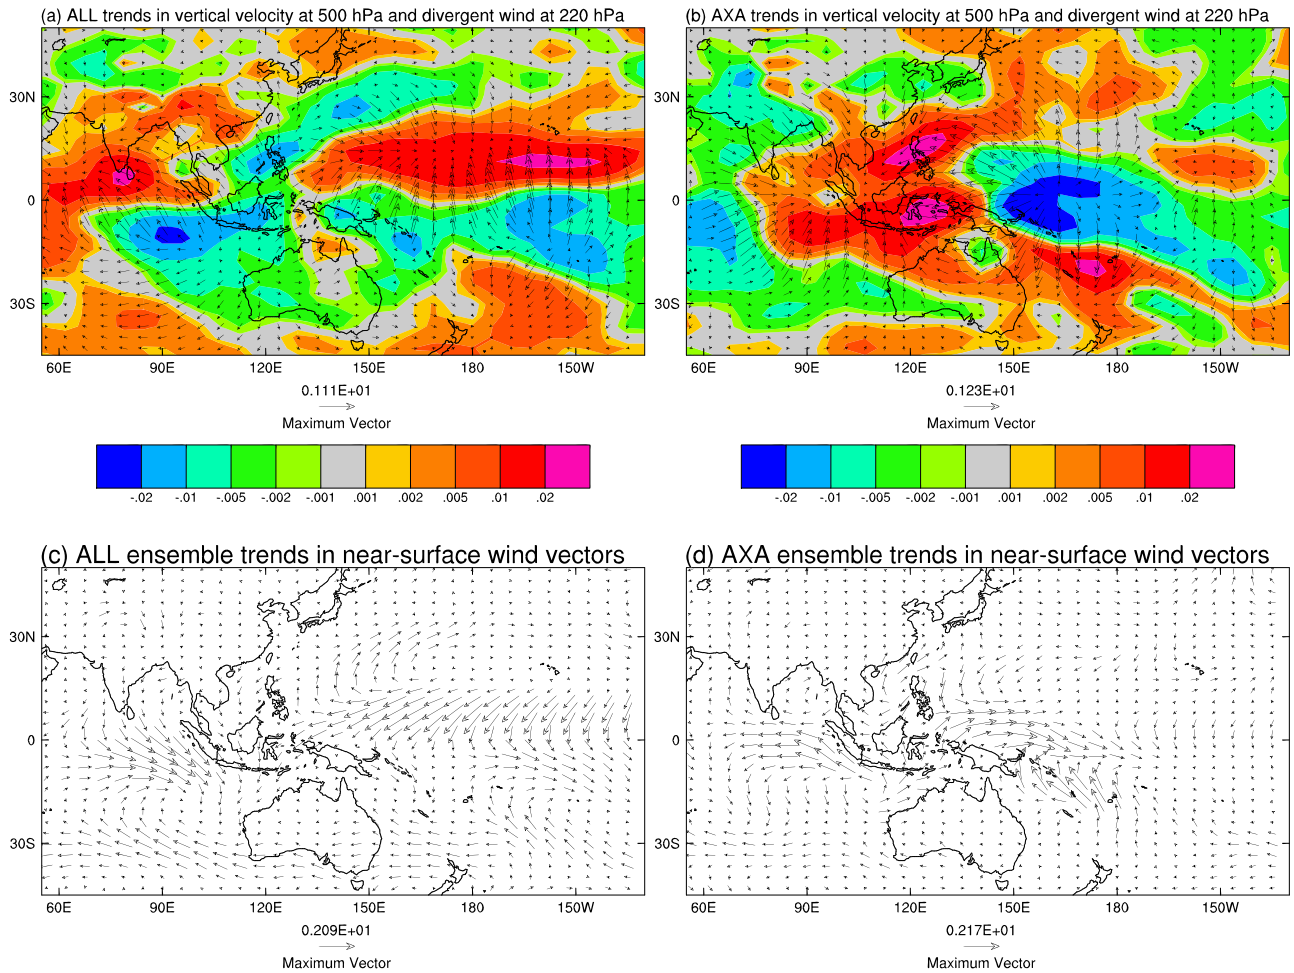 (a) ALL trends in vertical velocity at 500 hPa and divergent wind at 220 hPa
(b) AXA trends in vertical velocity at 500 hPa and divergent wind at 220 hPa
30N
0
30S
60E 90E 120E 150E 180 150W
30N
0
30S
60E 90E 120E 150E 180 150W
0.111E+01
Maximum Vector
0.123E+01
Maximum Vector
-.02 -.01 -.005 -.002 -.001 .001 .002 .005 .01 .02
-.02 -.01 -.005 -.002 -.001 .001 .002 .005 .01 .02
(c) ALL ensemble trends in near-surface wind vectors
(d) AXA ensemble trends in near-surface wind vectors
30N
0
30S
60E 90E 120E 150E 180 150W
30N
0
30S
60E 90E 120E 150E 180 150W
0.209E+01
Maximum Vector
0.217E+01
Maximum Vector